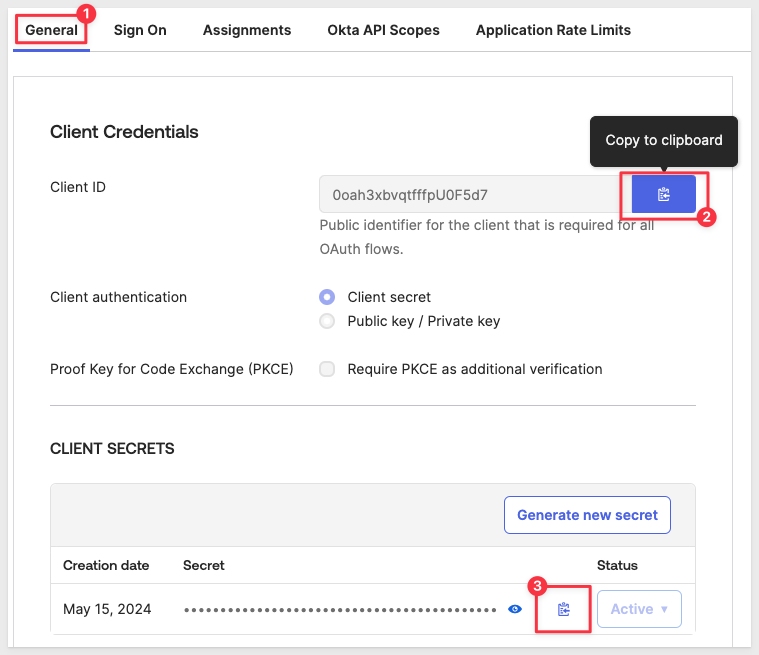 1
General Sign On Assignments Okta API Scopes Application Rate Limits
Client Credentials
Copy to clipboard
Client ID
0oah3xbvqtfffpU0F5d7
2
Public identifier for the client that is required for all
OAuth flows.
Client authentication
Client secret
Public key / Private key
Proof Key for Code Exchange (PKCE)
Require PKCE as additional verification
CLIENT SECRETS
Generate new secret
Creation date Secret Status
3
May 15, 2024 •••••••••••••••••••••••••••••••••••••••• Active ▾